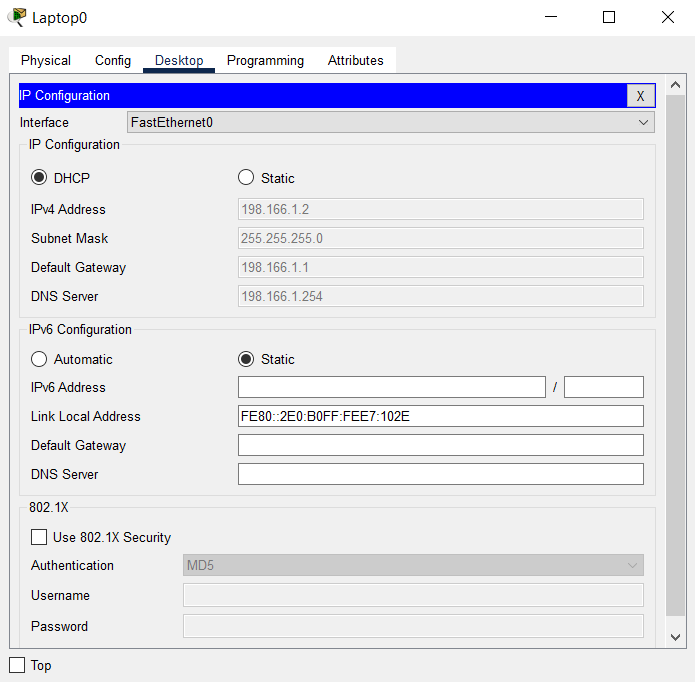 Laptop0
Physical Config Desktop Programming Attributes
IP Configuration X
Interface FastEthernet0
IP Configuration
DHCP Static
IPv4 Address 198.166.1.2
Subnet Mask 255.255.255.0
Default Gateway 198.166.1.1
DNS Server 198.166.1.254
IPv6 Configuration
Automatic Static
IPv6 Address /
Link Local Address FE80::2E0:B0FF:FEE7:102E
Default Gateway
DNS Server
802.1X
Use 802.1X Security
Authentication MD5
Username
Password
Top